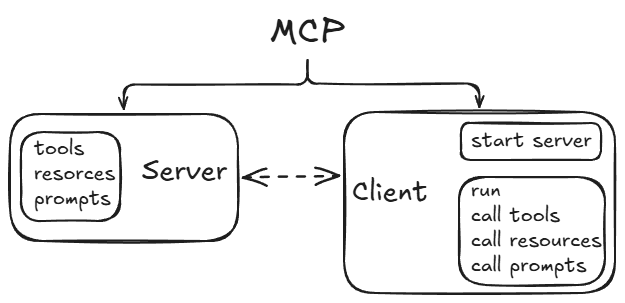 MCP
tools
resorces
prompts
Server
Client
start server
run
call tools
call resources
call prompts